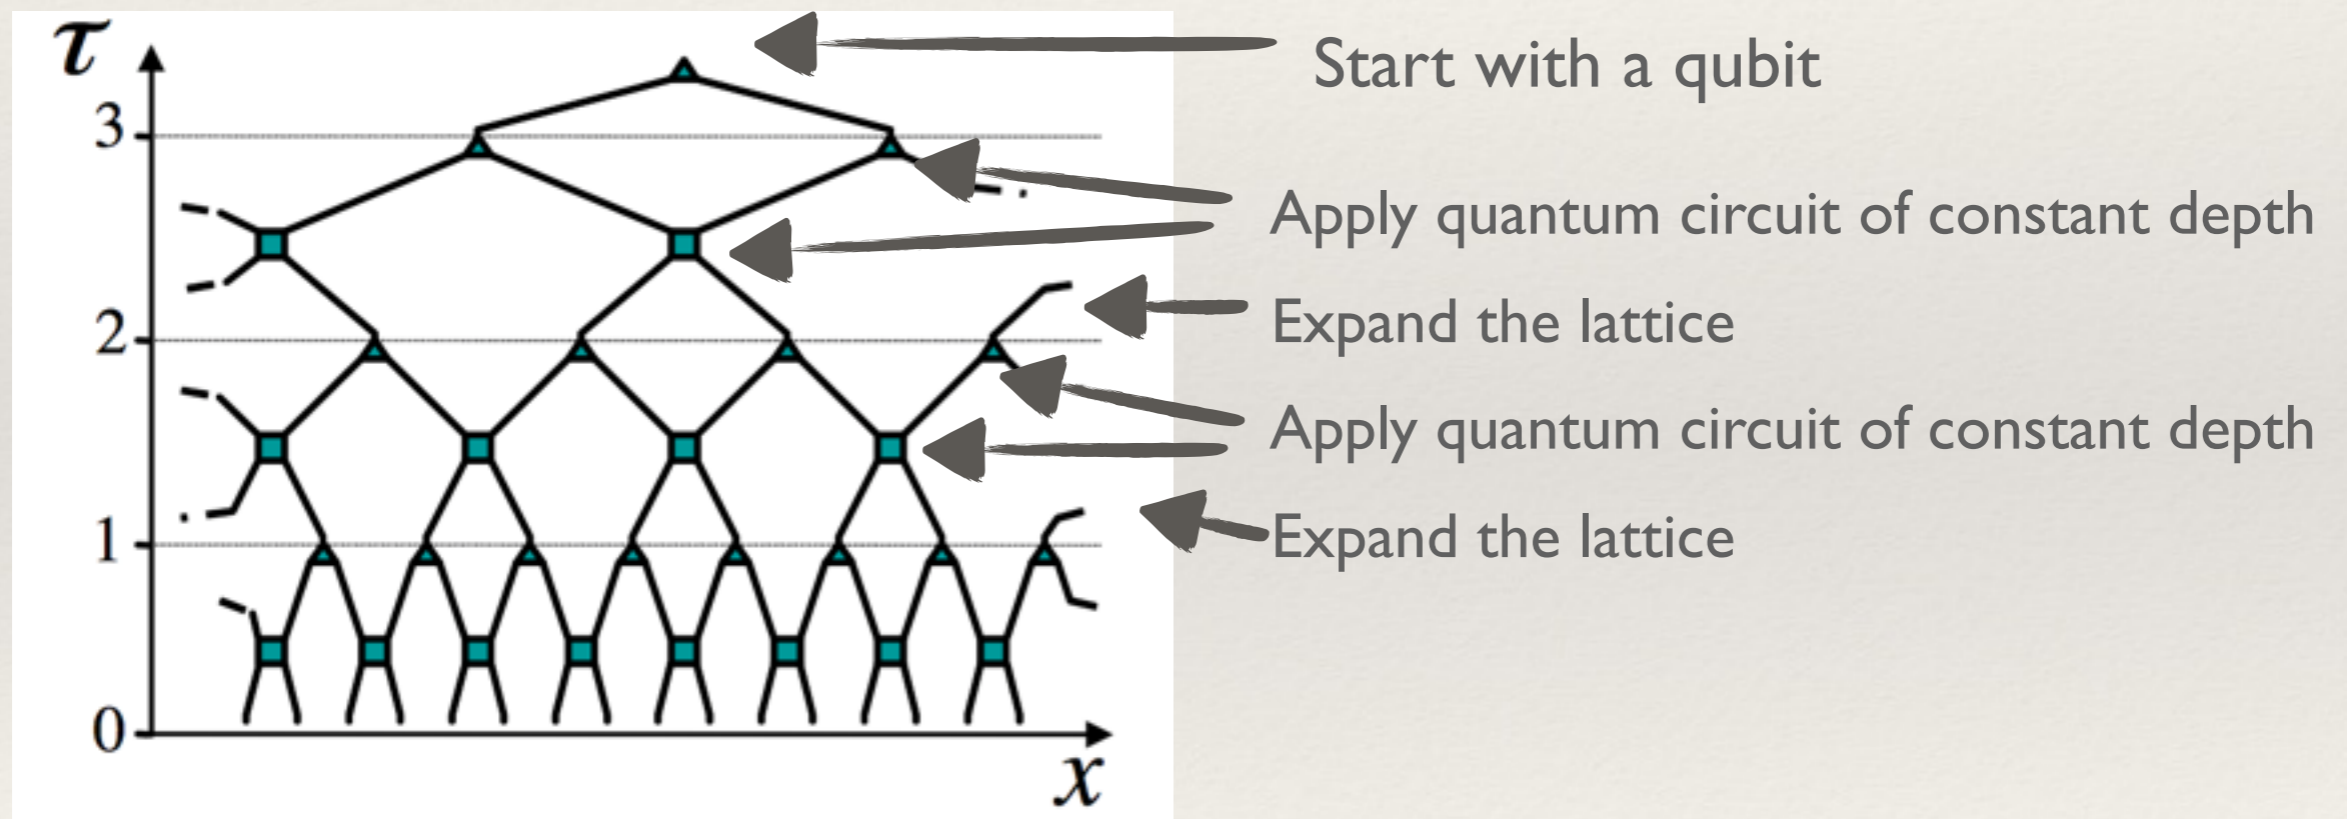 τ
Start with a qubit
3
Apply quantum circuit of constant depth
Expand the lattice
2
Apply quantum circuit of constant depth
Expand the lattice
1
0
x